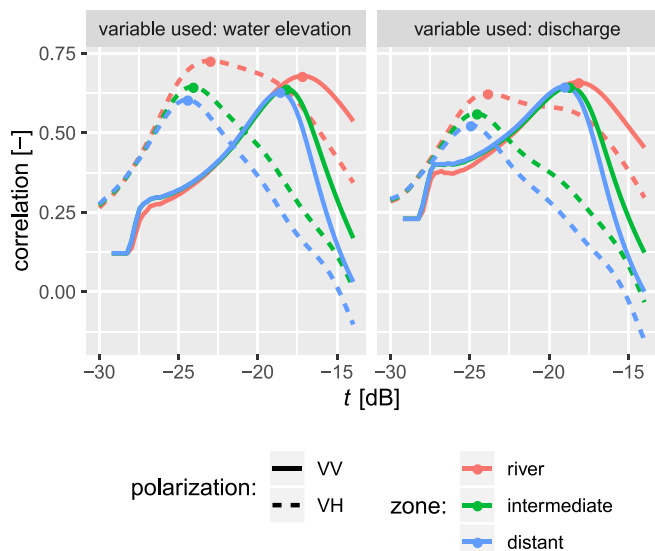 variable used: water elevation
variable used: discharge
correlation [−]
0.75
0.50
0.25
0.00
−30 −25 −20 −15
−30 −25 −20 −15
t [dB]
polarization:
VV
VH
zone:
river
intermediate
distant